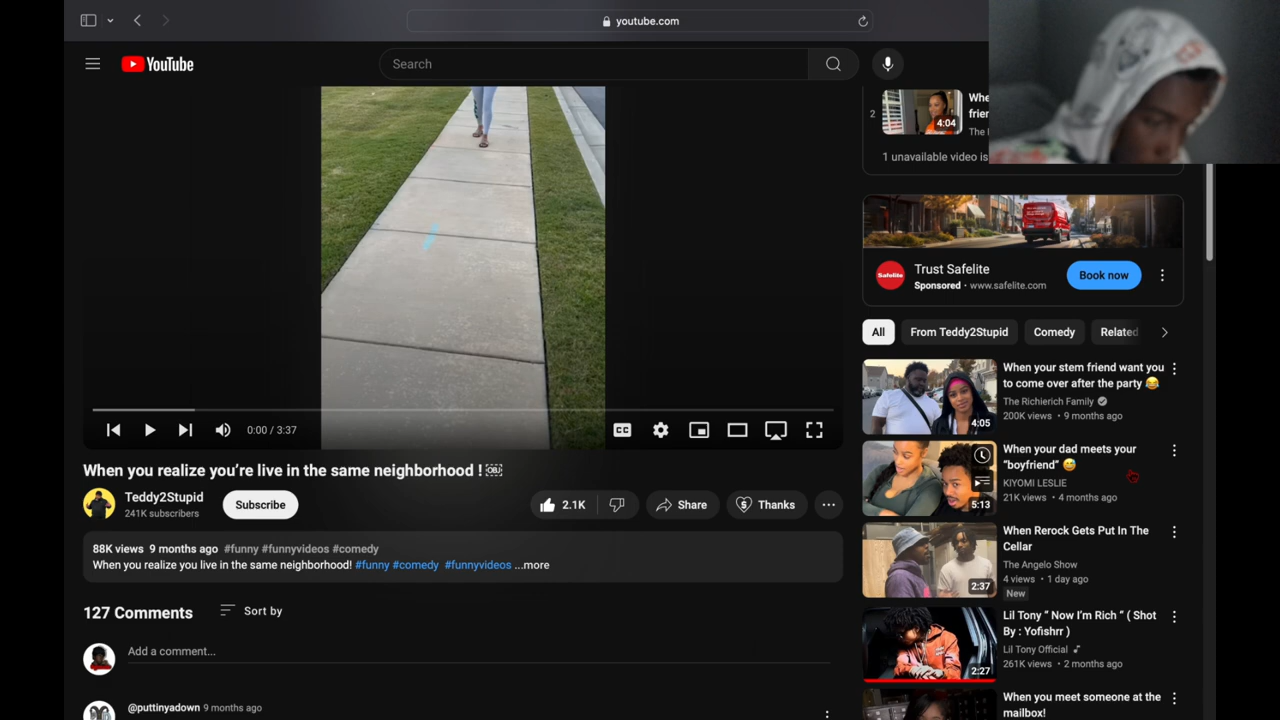 youtube.com
YouTube
Search
2
4:04
Whe
frien
The
1 unavailable video is
Safelite
Trust Safelite
Sponsored · www.safelite.com
Book now
All
From Teddy2Stupid
Comedy
Related
0:00 / 3:37
CC
When you realize you're live in the same neighborhood ! OBJ
Teddy2Stupid
241K subscribers
Subscribe
2.1K
Share
Thanks
88K views 9 months ago #funny #funnyvideos #comedy
When you realize you live in the same neighborhood! #funny #comedy #funnyvideos ...more
127 Comments
Sort by
Add a comment...
@puttinyadown 9 months ago
When your stem friend want you
to come over after the party 😂
The Richierich Family
200K views • 9 months ago
4:05
When your dad meets your
"boyfriend" 😅
KIYOMI LESLIE
21K views • 4 months ago
5:13
When Rerock Gets Put In The
Cellar
The Angelo Show
4 views • 1 day ago
New
2:37
Lil Tony " Now I'm Rich " ( Shot
By : Yofishrr )
Lil Tony Official
261K views • 2 months ago
2:27
When you meet someone at the
mailbox!